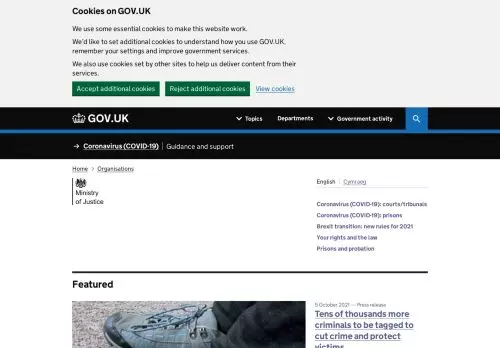 Cookies on GOV.UK
We use some essential cookies to make this website work.
We'd like to set additional cookies to understand how you use GOV.UK,
remember your settings and improve government services.
We also use cookies set by other sites to help us deliver content from their
services.
Accept additional cookies Reject additional cookies View cookies
GOV.UK Topics Departments Government activity
Coronavirus (COVID-19) Guidance and support
Home Organisations
Ministry
of Justice
English Cymraeg
Coronavirus (COVID-19): courts/tribunals
Coronavirus (COVID-19): prisons
Brexit transition: new rules for 2021
Your rights and the law
Prisons and probation
Featured
5 October 2021 — Press release
Tens of thousands more
criminals to be tagged to
cut crime and protect
victims